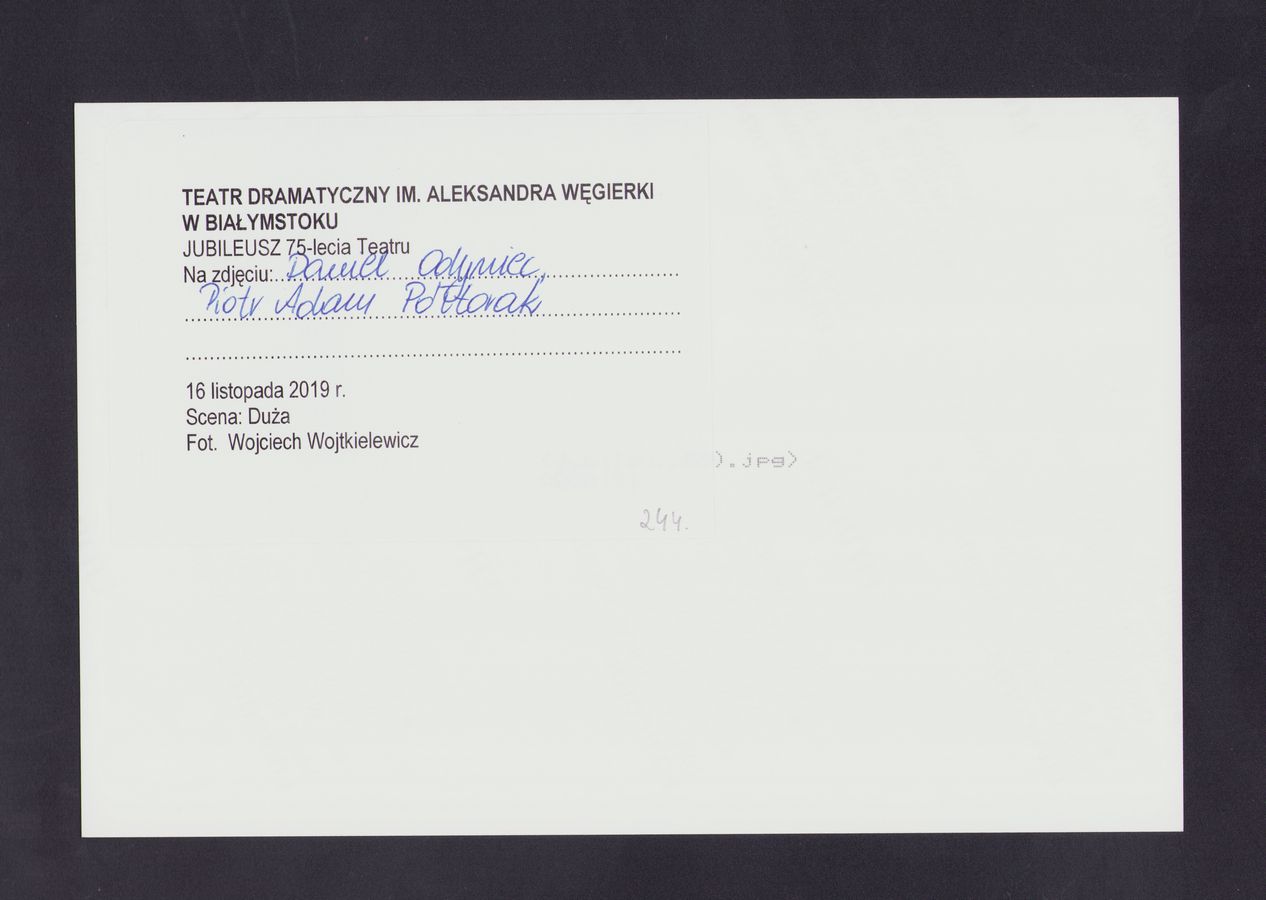 TEATR DRAMATYCZNY IM. ALEKSANDRA WĘGIERKI
W BIAŁYMSTOKU
JUBILEUSZ 75-lecia Teatru
Na zdjęciu: Daniel Odyniec,
Piotr Adam Półtorak
16 listopada 2019 r.
Scena: Duża
Fot. Wojciech Wojtkielewicz
).jpg)
244.